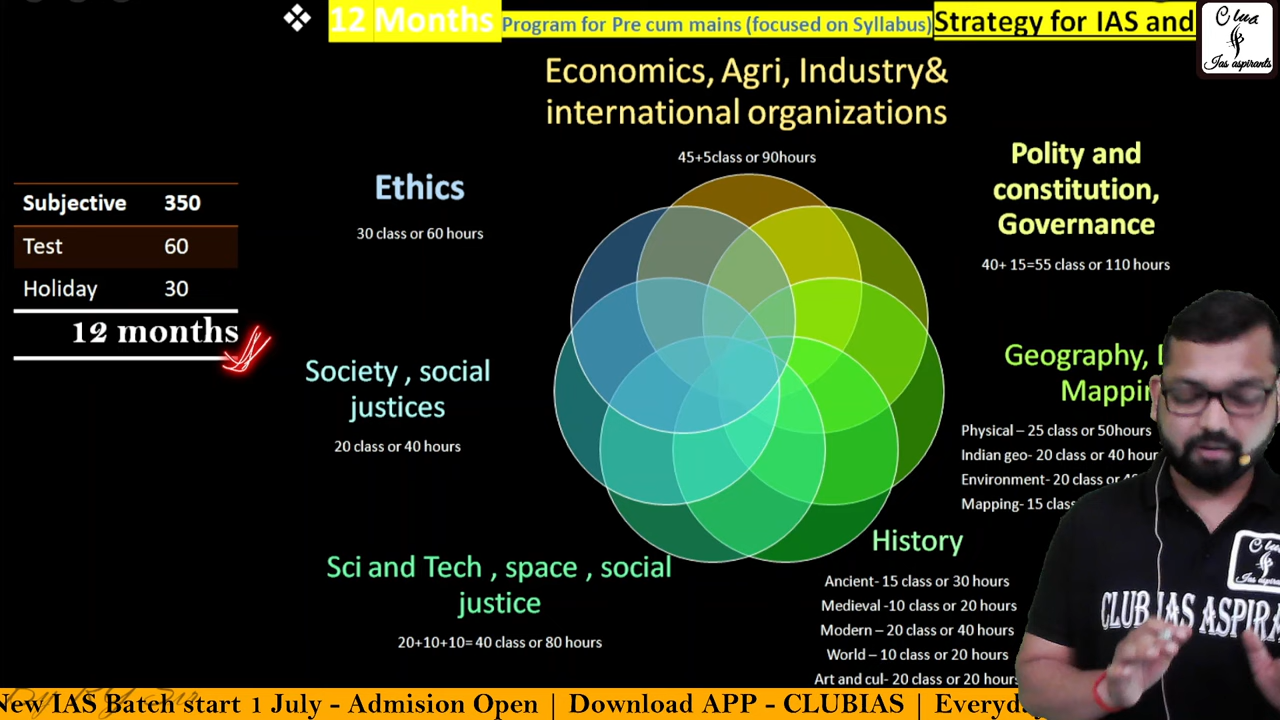 ❖ 12 Months Program for Pre cum mains (focused on Syllabus) Strategy for IAS and
Clus
Ias aspirants
Economics, Agri, Industry&
international organizations
45+5class or 90hours
Ethics
30 class or 60 hours
Polity and
constitution,
Governance
40+ 15=55 class or 110 hours
Subjective 350
Test 60
Holiday 30
12 months
Society , social
justices
20 class or 40 hours
Geography,
Physical – 25 class or 50hours
Indian geo- 20 class or 40
Environment- 20 class or
Mapping- 15
Sci and Tech , space , social
justice
20+10+10= 40 class or 80 hours
History
Ancient- 15 class or 30 hours
Medieval -10 class or 20 hours
Modern – 20 class or 40 hours
World – 10 class or 20 hours
Art and cul- 20 class or 20 hours
CLUB IAS
New IAS Batch start 1 July - Admision Open | Download APP - CLUBIAS |